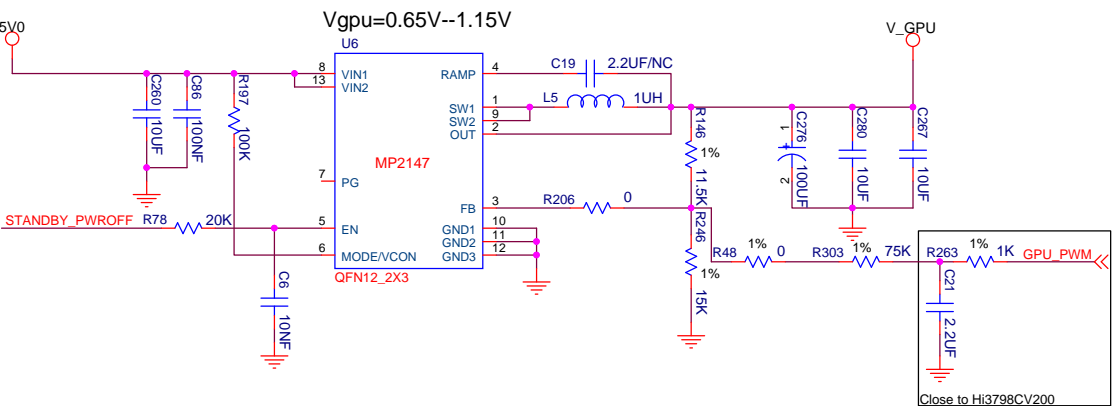 Vgpu=0.65V--1.15V
5V0
V_GPU
U6
8
VIN1
13
VIN2
RAMP
4
C19
2.2UF/NC
SW1
1
L5
1UH
SW2
9
OUT
2
C260
10UF
C86
100NF
R197
100K
MP2147
7
PG
R146
1%
11.5K
1
+
C276
2
100UF
C280
10UF
C267
10UF
FB
3
R206
0
STANDBY_PWROFF
R78
20K
5
EN
GND1
10
GND2
11
GND3
12
6
MODE/VCON
QFN12_2X3
R246
1%
15K
R48
1%
0
R303
1%
75K
R263
1%
1K
GPU_PWM
C6
10NF
C21
2.2UF
Close to Hi3798CV200